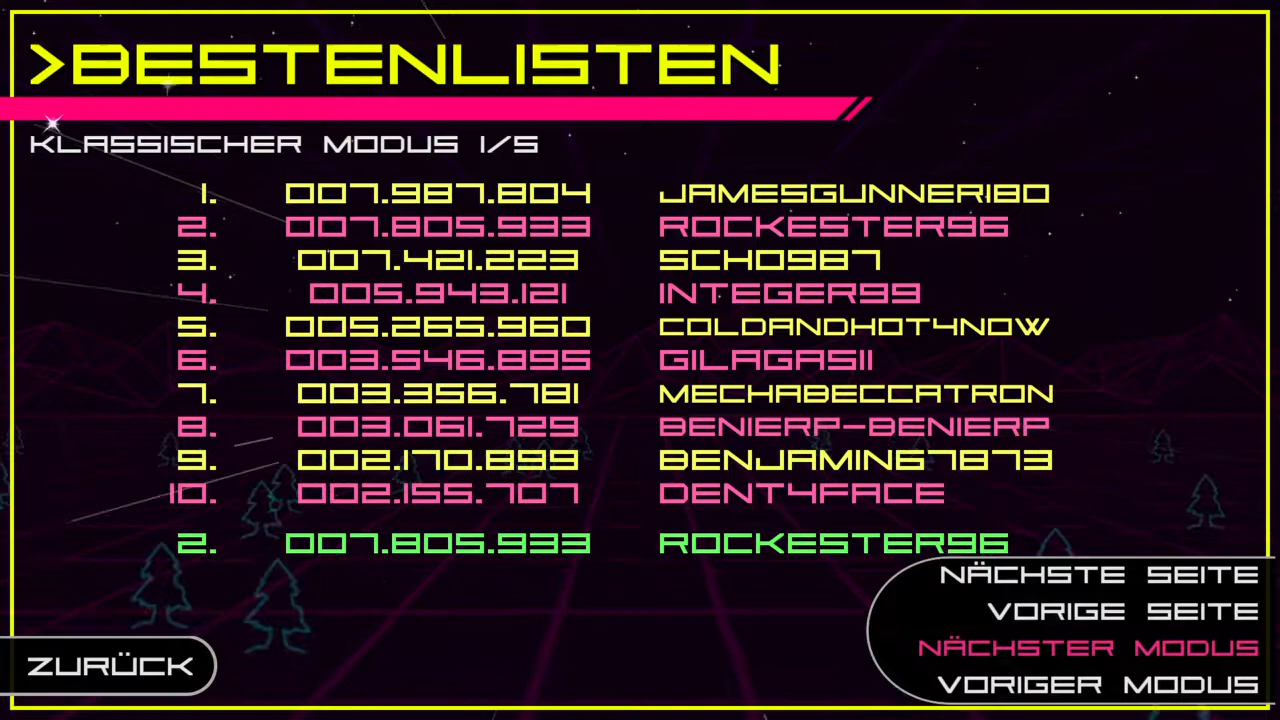 >BESTENLISTEN
KLASSISCHER MODUS 1/5
1. 007.987.804 JAMESGUNNER180
2. 007.805.933 ROCKESTER96
3. 007.421.223 SCHO987
4. 005.943.121 INTEGER99
5. 005.265.960 COLDANDHOT4NOW
6. 003.546.895 GILAGAS11
7. 003.356.781 MECHABECCATRON
8. 003.061.729 BENIERP-BENIERP
9. 002.170.899 BENJAMIN67873
10. 002.155.707 DENT4FACE
2. 007.805.933 ROCKESTER96
NÄCHSTE SEITE
VORIGE SEITE
NÄCHSTER MODUS
VORIGER MODUS
ZURÜCK